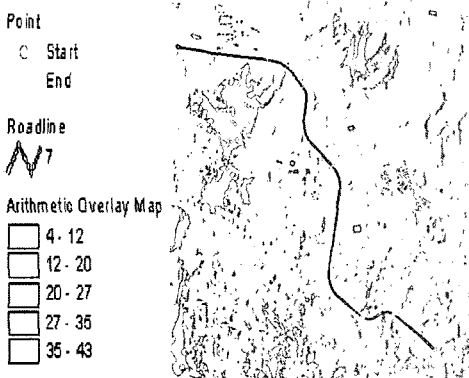 Point
Start
End
Roadline
7
Arithmetic Overlay Map
4 - 12
12 - 20
20 - 27
27 - 35
35 - 43